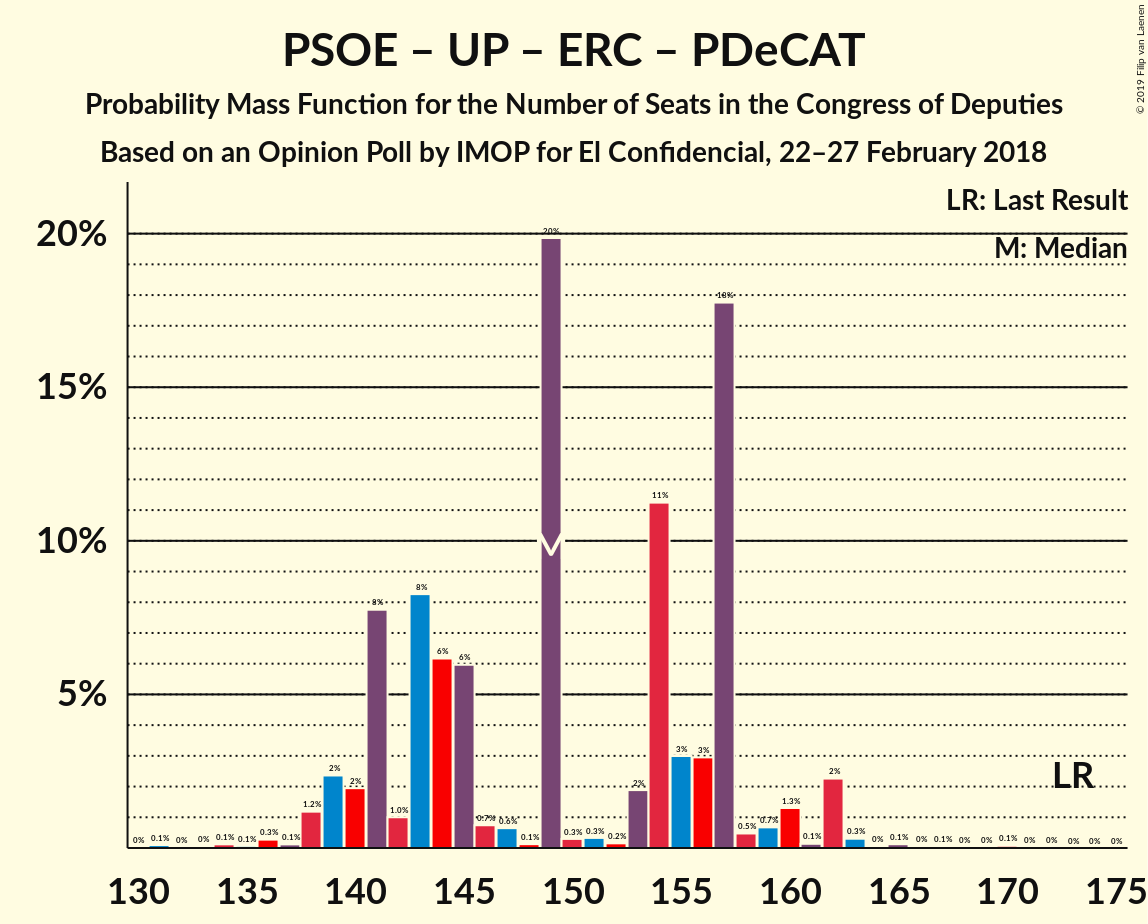 PSOE – UP – ERC – PDeCAT
Probability Mass Function for the Number of Seats in the Congress of Deputies
Based on an Opinion Poll by IMOP for El Confidencial, 22–27 February 2018
© 2019 Filip van Laenen
LR: Last Result
M: Median
20%
15%
10%
5%
0% 0.1% 0% 0% 0.1% 0.1% 0.3% 0.1% 1.2% 2% 2% 8% 1.0% 8% 6% 6% 0.7% 0.6% 0.1% 20% 0.3% 0.3% 0.2% 2% 11% 3% 3% 18% 0.5% 0.7% 1.3% 0.1% 2% 0.3% 0% 0.1% 0% 0.1% 0% 0% 0.1% 0% 0% 0% 0% 0%
LR
130 135 140 145 150 155 160 165 170 175